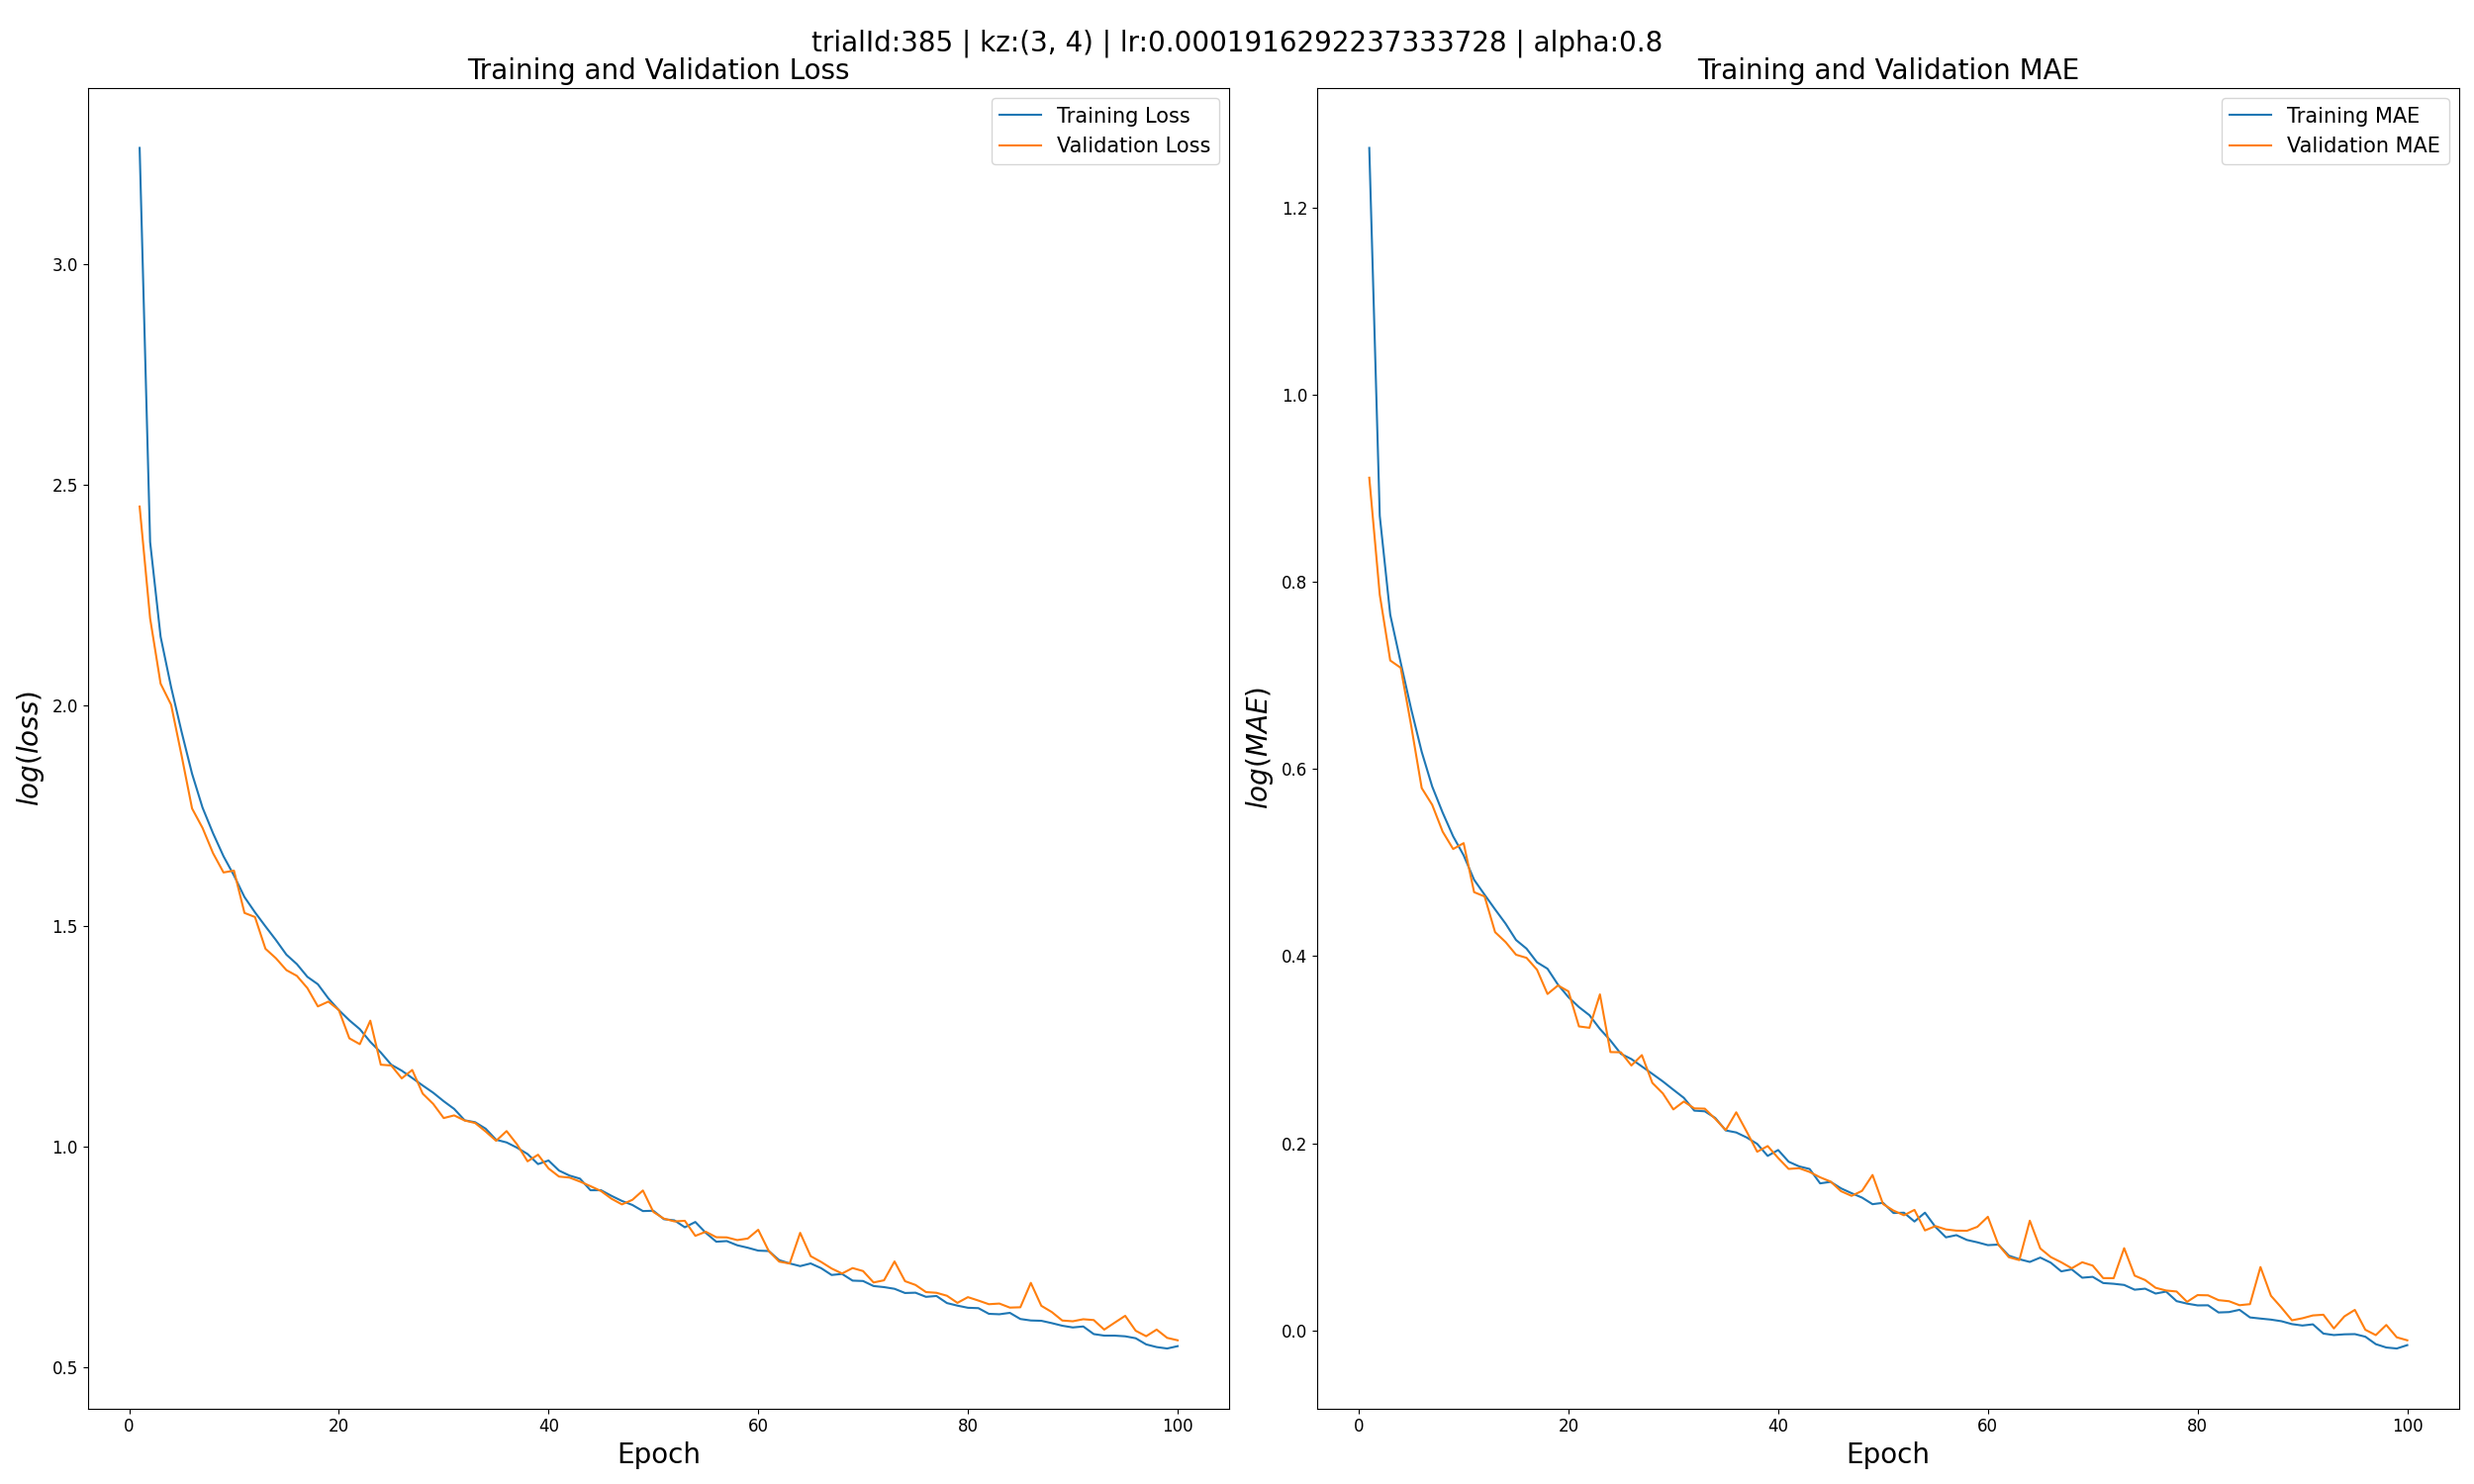 trialId:385 | kz:(3, 4) | lr:0.0001916292237333728 | alpha:0.8
Training and Validation Loss
Training Loss
Validation Loss
log(loss)
3.0
2.5
2.0
1.5
1.0
0.5
0 20 40 60 80 100
Epoch
Training and Validation MAE
Training MAE
Validation MAE
log(MAE)
1.2
1.0
0.8
0.6
0.4
0.2
0.0
0 20 40 60 80 100
Epoch